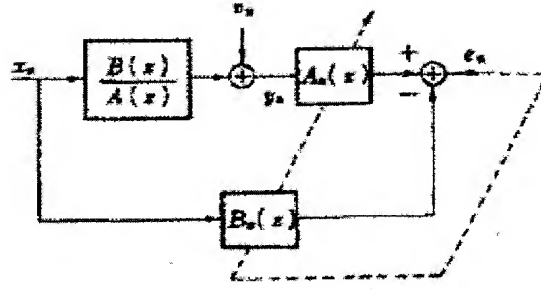 v_n
x_n
B(z)
A(z)
y_n
A_n(z)
+
−
e_n
B_n(z)